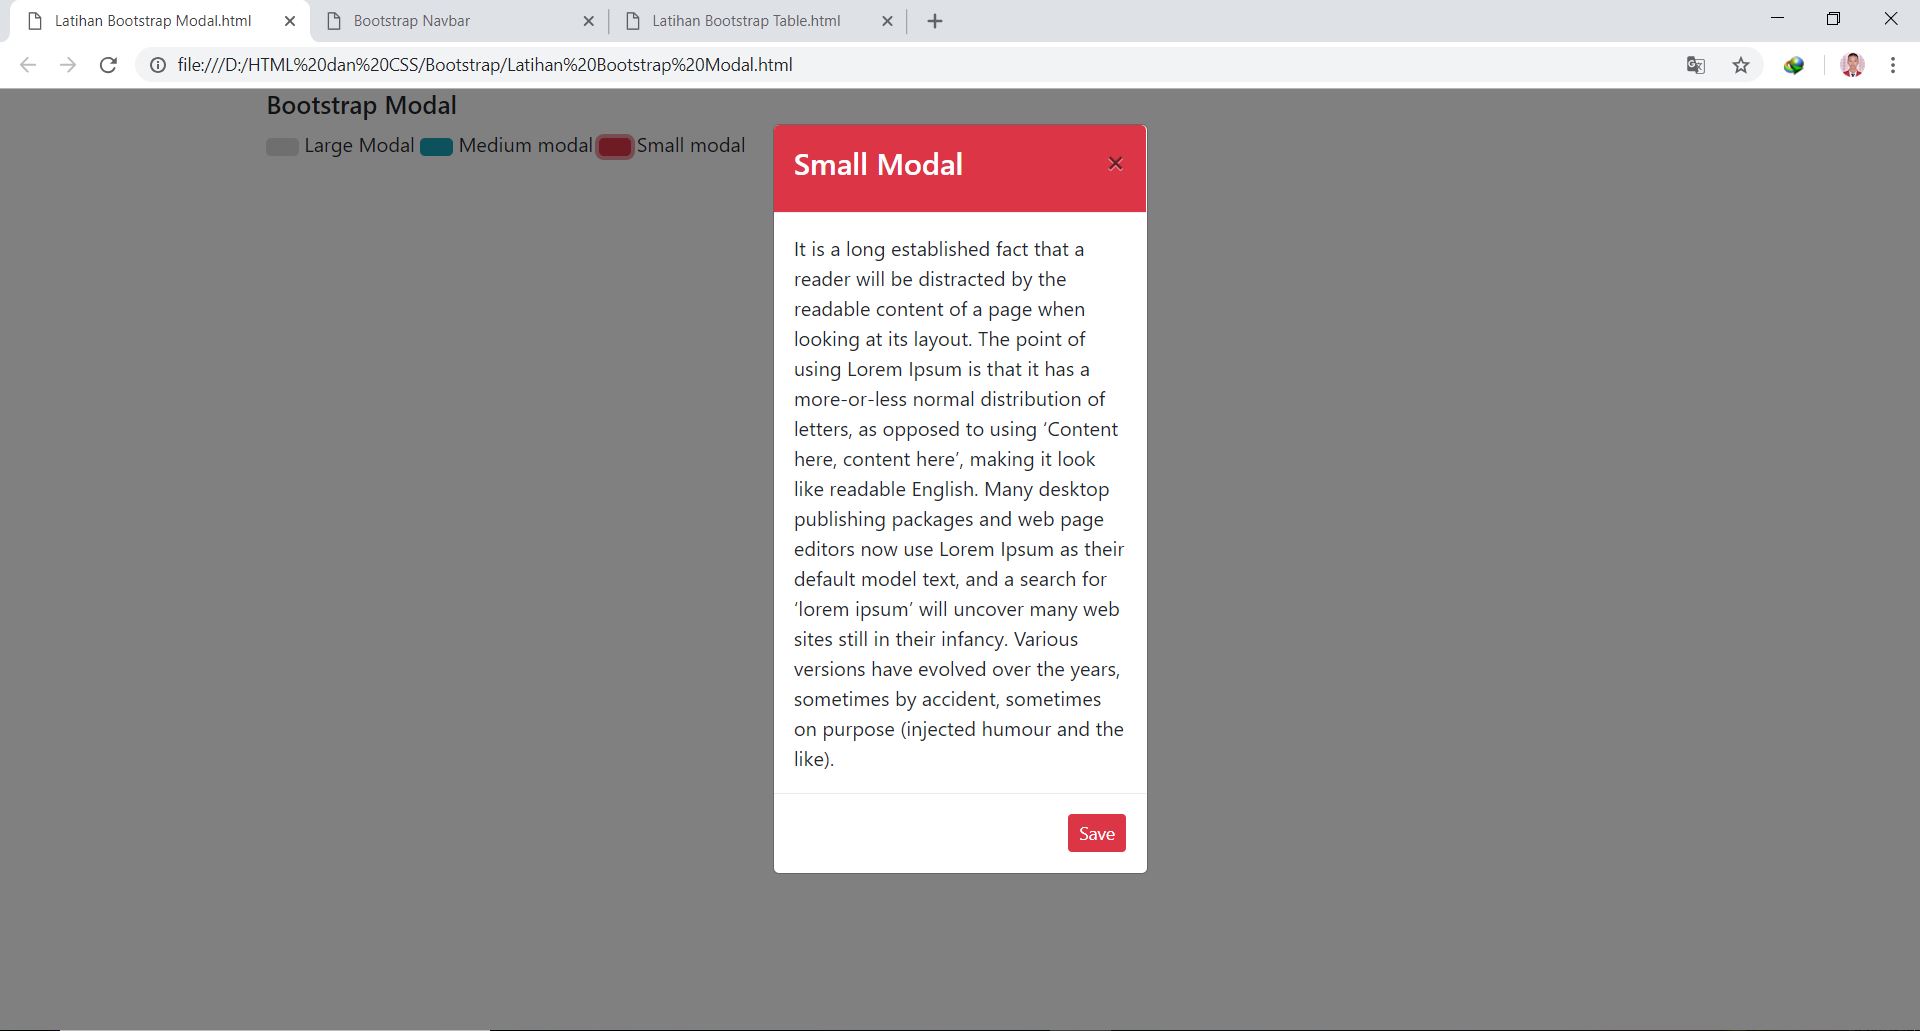 Latihan Bootstrap Modal.html
Bootstrap Navbar
Latihan Bootstrap Table.html
file:///D:/HTML%20dan%20CSS/Bootstrap/Latihan%20Bootstrap%20Modal.html
Bootstrap Modal
Large Modal Medium modal Small modal
Small Modal ×
It is a long established fact that a
reader will be distracted by the
readable content of a page when
looking at its layout. The point of
using Lorem Ipsum is that it has a
more-or-less normal distribution of
letters, as opposed to using ‘Content
here, content here’, making it look
like readable English. Many desktop
publishing packages and web page
editors now use Lorem Ipsum as their
default model text, and a search for
‘lorem ipsum’ will uncover many web
sites still in their infancy. Various
versions have evolved over the years,
sometimes by accident, sometimes
on purpose (injected humour and the
like).
Save